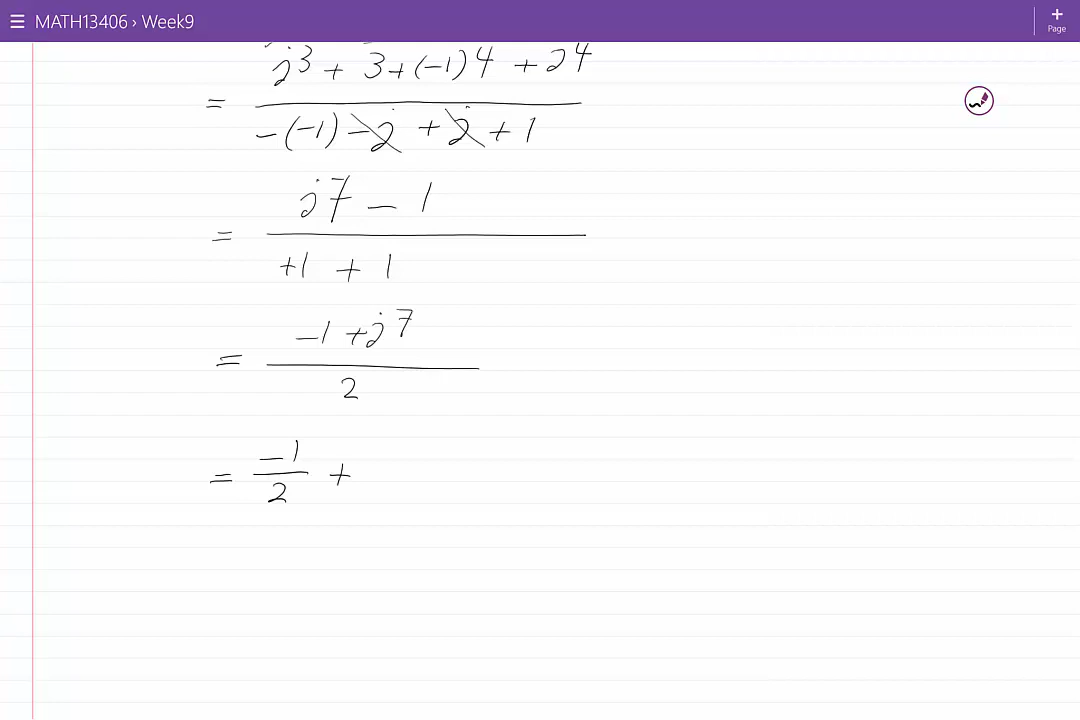 ☰ MATH13406 › Week9
+
Page
j3 + 3 + (-1)4 + j4
= 
-(-1) - j + j + 1
j7 - 1
=
+1 + 1
-1 + j7
=
2
= -1/2 +